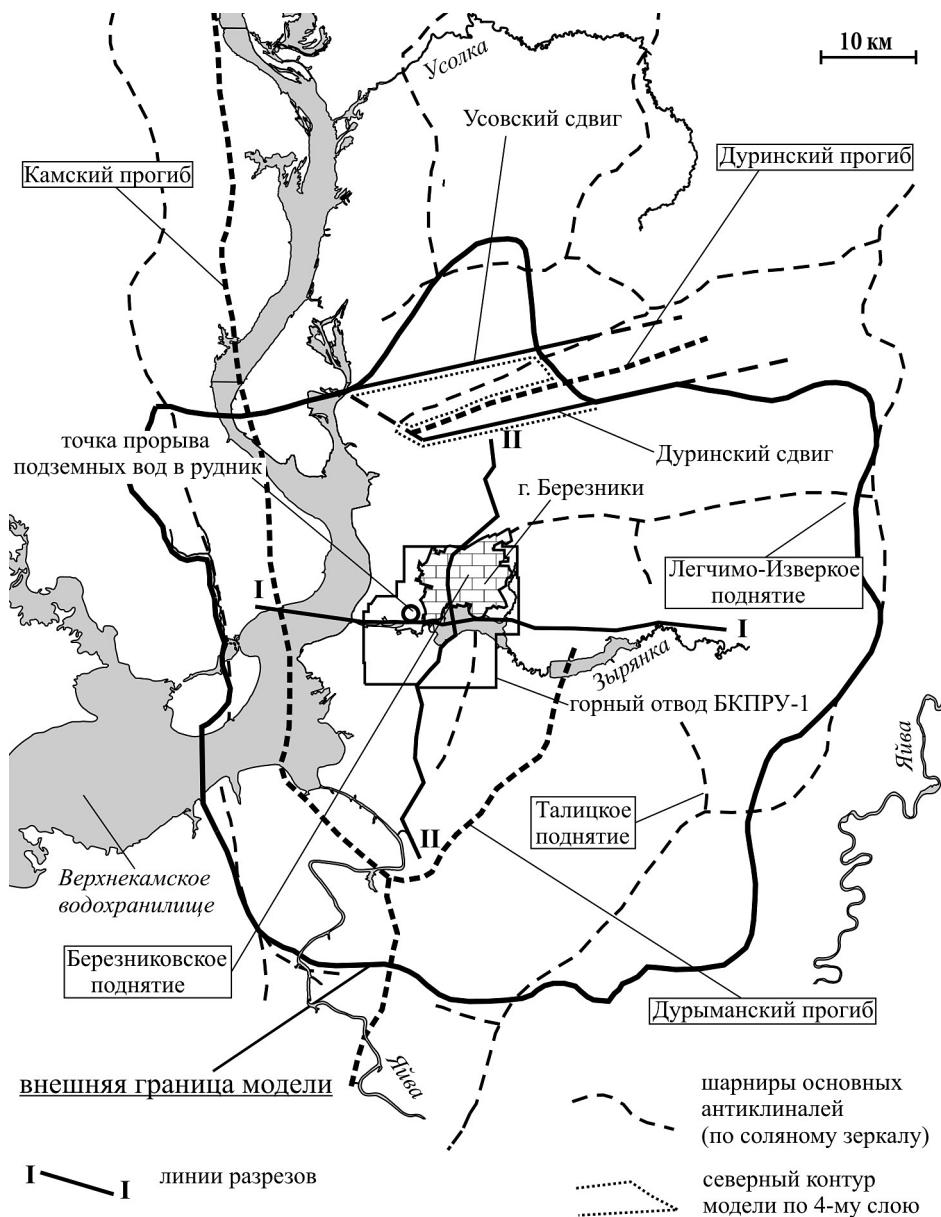 10 км
Усолка
Усовский сдвиг
Дуринский прогиб
Камский прогиб
точка прорыва
подземных вод в рудник
II
Дуринский сдвиг
г. Березники
Легчимо-Изверкое
поднятие
I
I
Зырянка
горный отвод БКПРУ-1
Яйва
Талицкое
поднятие
II
Верхнекамское
водохранилище
Березниковское
поднятие
Дурыманский прогиб
внешняя граница модели
Яйва
шарниры основных
антиклиналей
(по соляному зеркалу)
I I линии разрезов
северный контур
модели по 4-му слою